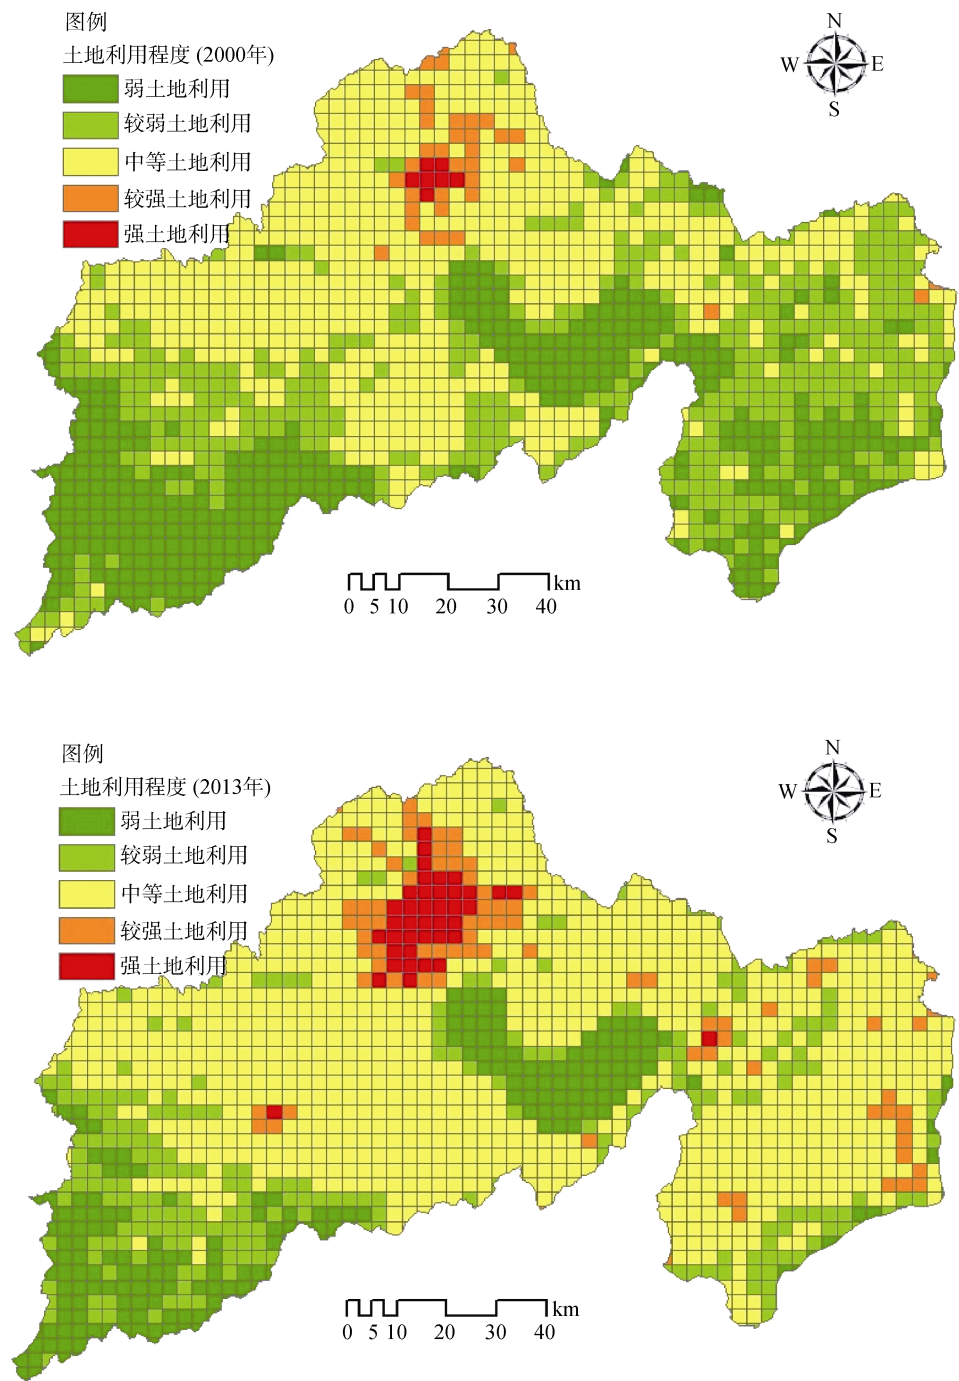 图例
土地利用程度 (2000年)
弱土地利用
较弱土地利用
中等土地利用
较强土地利用
强土地利用
N
W E
S
km
0 5 10 20 30 40
图例
土地利用程度 (2013年)
弱土地利用
较弱土地利用
中等土地利用
较强土地利用
强土地利用
N
W E
S
km
0 5 10 20 30 40